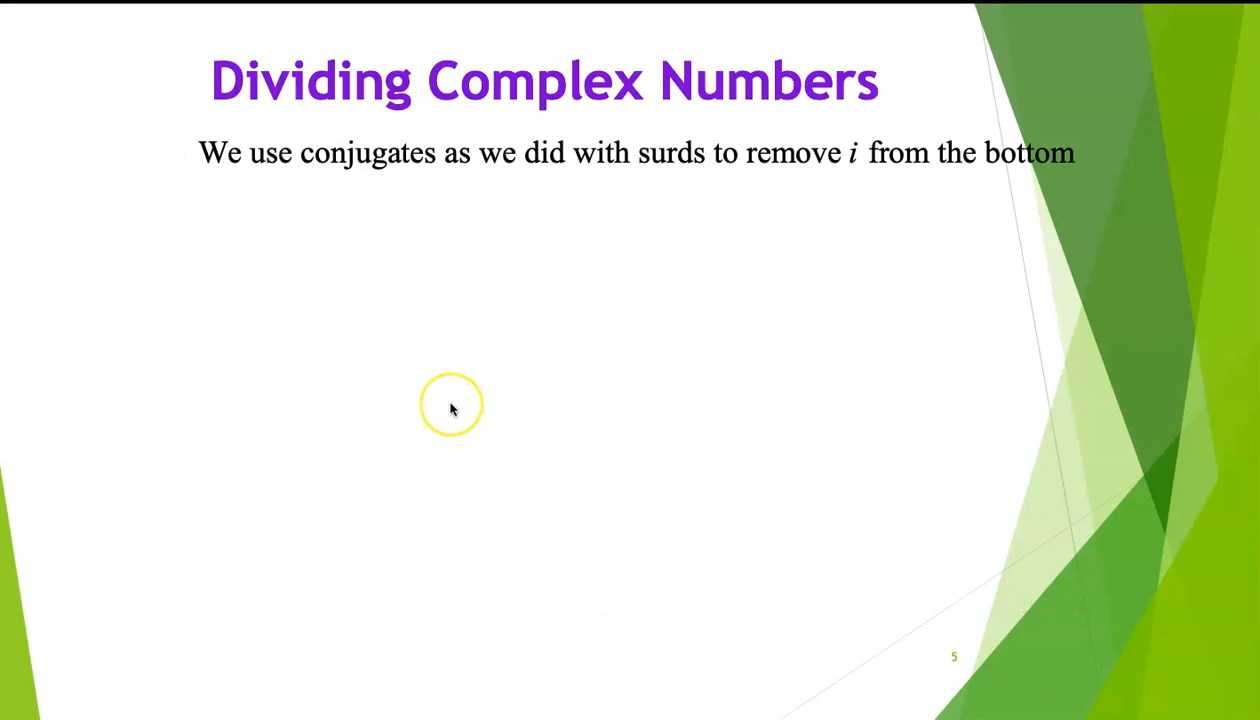 Dividing Complex Numbers
We use conjugates as we did with surds to remove i from the bottom
5